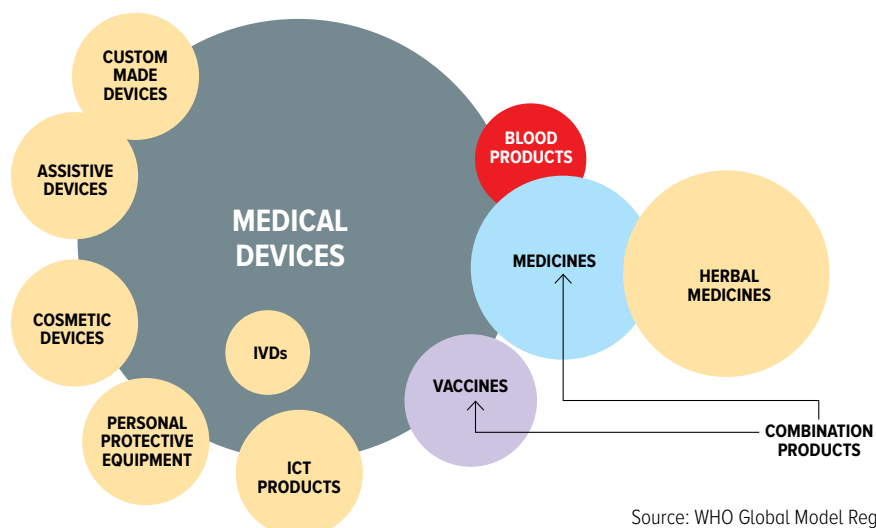 CUSTOM
MADE
DEVICES
ASSISTIVE
DEVICES
COSMETIC
DEVICES
PERSONAL
PROTECTIVE
EQUIPMENT
ICT
PRODUCTS
IVDs
MEDICAL
DEVICES
BLOOD
PRODUCTS
MEDICINES
HERBAL
MEDICINES
VACCINES
COMBINATION
PRODUCTS
Source: WHO Global Model Reg